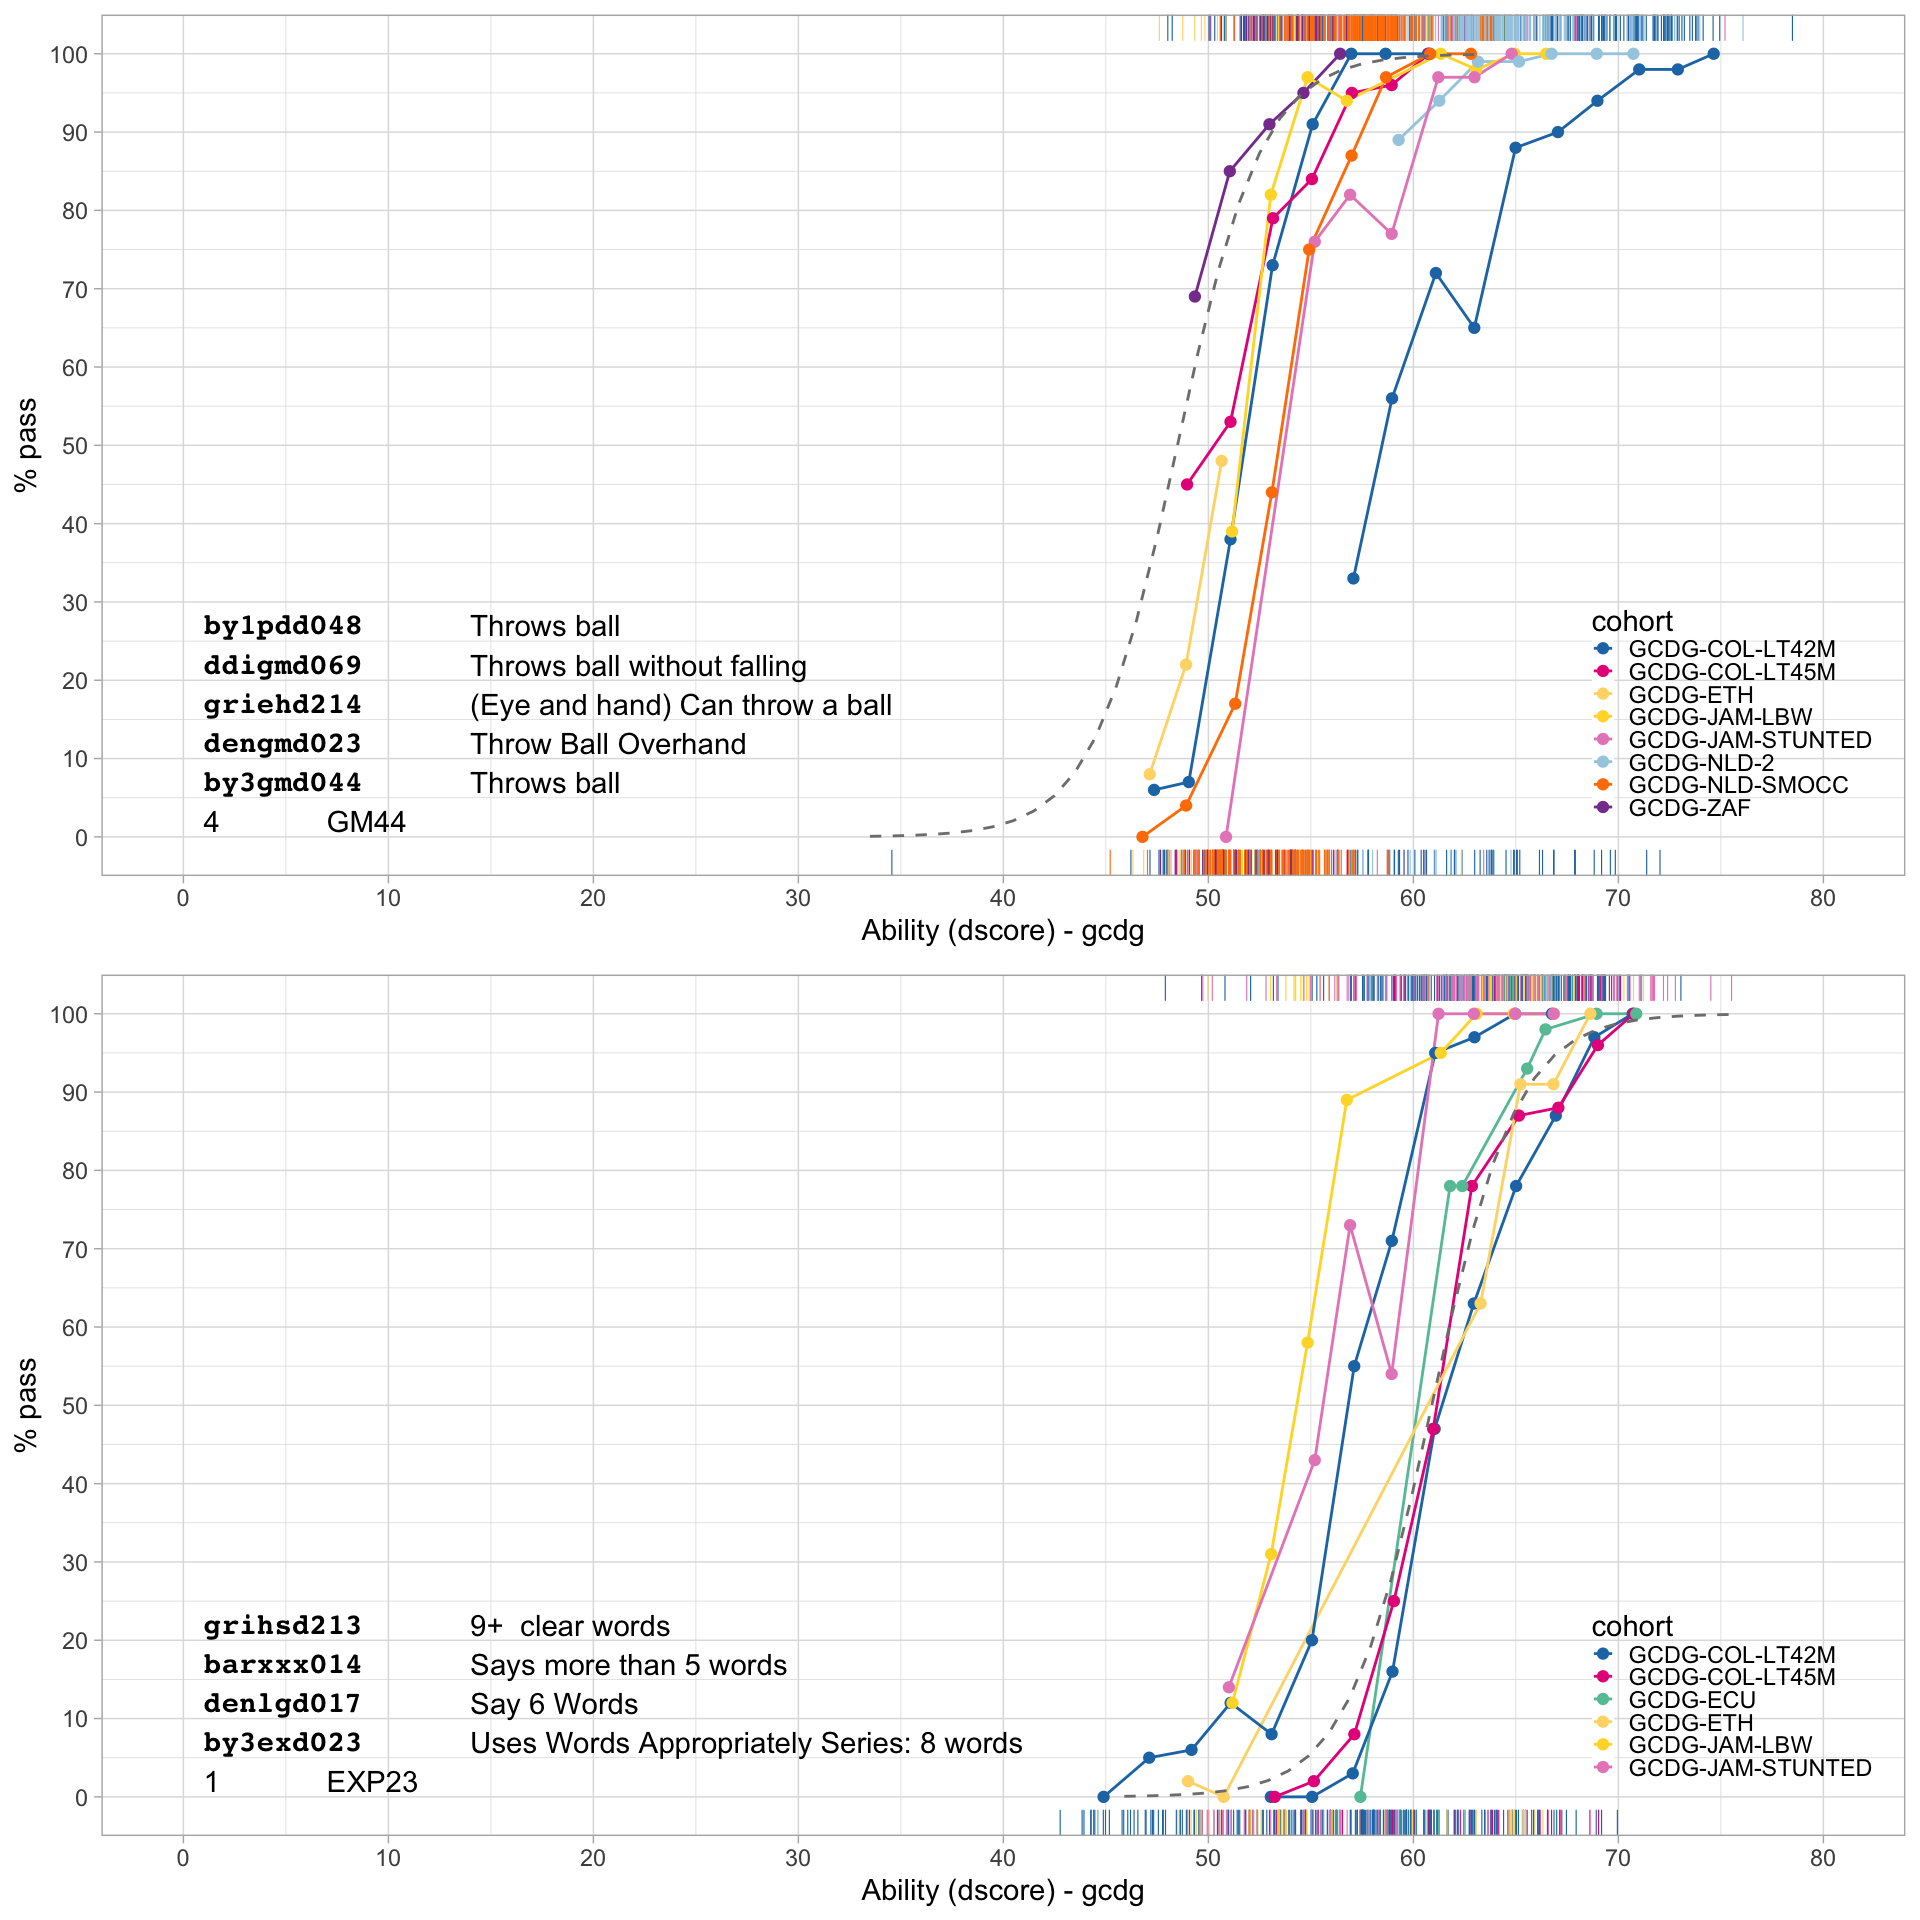 100
90
80
70
60
50
40
30
20
10
0
% pass
by1pdd048 Throws ball
ddigmd069 Throws ball without falling
griehd214 (Eye and hand) Can throw a ball
dengmd023 Throw Ball Overhand
by3gmd044 Throws ball
4 GM44
cohort
GCDG-COL-LT42M
GCDG-COL-LT45M
GCDG-ETH
GCDG-JAM-LBW
GCDG-JAM-STUNTED
GCDG-NLD-2
GCDG-NLD-SMOCC
GCDG-ZAF
0 10 20 30 40 50 60 70 80
Ability (dscore) - gcdg
100
90
80
70
60
50
40
30
20
10
0
% pass
grihsd213 9+ clear words
barxxx014 Says more than 5 words
denlgd017 Say 6 Words
by3exd023 Uses Words Appropriately Series: 8 words
1 EXP23
cohort
GCDG-COL-LT42M
GCDG-COL-LT45M
GCDG-ECU
GCDG-ETH
GCDG-JAM-LBW
GCDG-JAM-STUNTED
0 10 20 30 40 50 60 70 80
Ability (dscore) - gcdg